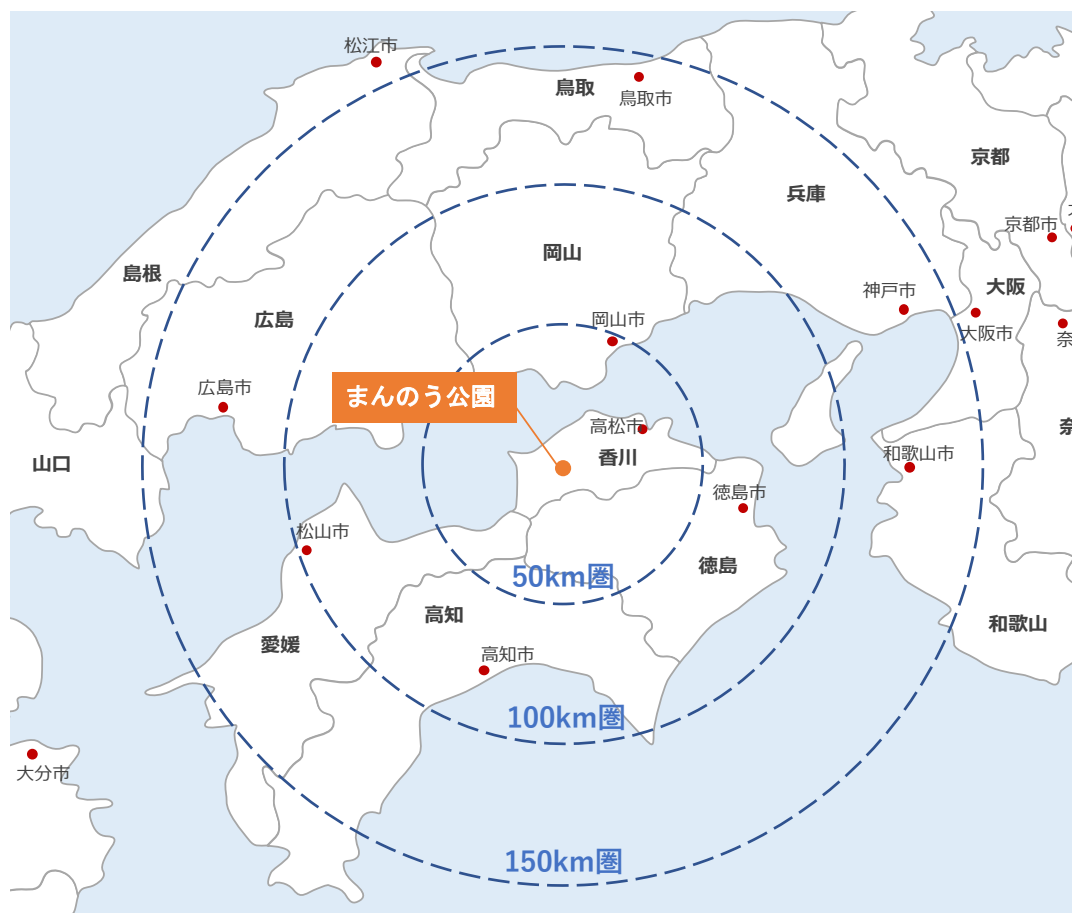 松江市
鳥取
鳥取市
京都
兵庫
京都市
岡山
島根
大阪
神戸市
広島
岡山市
大阪市
広島市
まんのう公園
高松市
香川
和歌山市
山口
徳島市
松山市
徳島
50km圏
高知
和歌山
愛媛
高知市
100km圏
大分市
150km圏
奈
奈